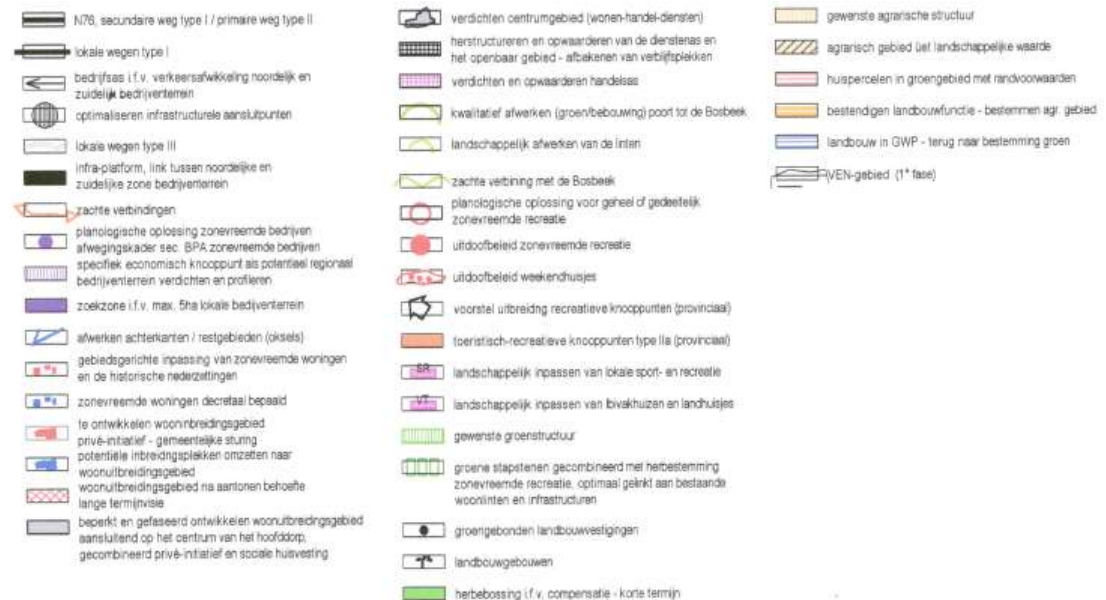 N76, secundaire weg type I / primaire weg type II
lokale wegen type I
bedrijfsas i.f.v. verkeersafwikkeling noordelijk en
zuidelijk bedrijventerrein
optimaliseren infrastructurele aansluitpunten
lokale wegen type III
infra-platform, link tussen noordelijke en
zuidelijke zone bedrijventerrein
zachte verbindingen
planologische oplossing zonevreemde bedrijven
afwegingskader sec. BPA zonevreemde bedrijven
specifiek economisch knooppunt als potentieel regionaal
bedrijventerrein verdichten en profileren
zoekzone i.f.v. max. 5ha lokale bedijventerrein
afwerken achterkanten / restgebieden (oksels)
gebiedsgerichte inpassing van zonevreemde woningen
en de historische nederzettingen
zonevreemde woningen decretaal bepaald
te ontwikkelen wooninbreidingsgebied
privé-initiatief - gemeentelijke sturing
potentiële inbreidingsplekken omzetten naar
woonuitbreidingsgebied
woonuitbreidingsgebied na aantonen behoefte
lange termijnvisie
beperkt en gefaseerd ontwikkelen woonuitbreidingsgebied
aansluitend op het centrum van het hoofddorp,
gecombineerd privé-initiatief en sociale huisvesting
verdichten centrumgebied (wonen-handel-diensten)
herstructureren en opwaarderen van de dienstenas en
het openbaar gebied - afbakenen van verblijfsplekken
verdichten en opwaarderen handelsas
kwalitatief afwerken (groen/bebouwing) poort tot de Bosbeek
landschappelijk afwerken van de linten
zachte verbining met de Bosbeek
planologische oplossing voor geheel of gedeeltelijk
zonevreemde recreatie
uitdoofbeleid zonevreemde recreatie
uitdoofbeleid weekendhuisjes
voorstel uitbreidng recreatieve knooppunten (provinciaal)
toeristisch-recreatieve knooppunten type IIa (provinciaal)
SR landschappelijk inpassen van lokale sport- en recreatie
VT landschappelijk inpassen van bivakhuizen en landhuisjes
gewenste groenstructuur
groene stapstenen gecombineerd met herbestemming
zonevreemde recreatie, optimaal gelinkt aan bestaande
woonlinten en infrastructuren
groengebonden landbouwvestigingen
landbouwgebouwen
herbebossing i.f.v. compensatie - korte termijn
gewenste agrarische structuur
agrarisch gebied met landschappelijke waarde
huispercelen in groengebied met randvoorwaarden
bestendigen landbouwfunctie - bestemmen agr. gebied
landbouw in GWP - terug naar bestemming groen
VEN-gebied (1° fase)